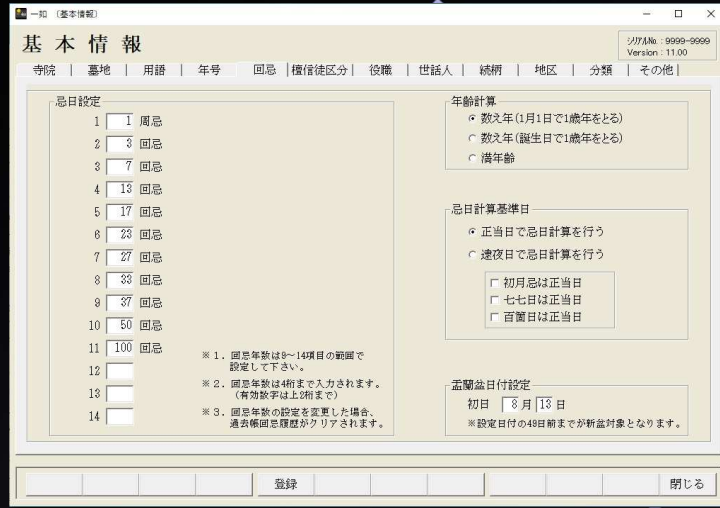 一如 〔基本情報〕
基本情報
ｼﾘｱﾙNo. : 9999-9999
Version : 11.00
寺院 | 墓地 | 用語 | 年号 | 回忌 | 檀信徒区分 | 役職 | 世話人 | 続柄 | 地区 | 分類 | その他 |
忌日設定
1 1 周忌
2 3 回忌
3 7 回忌
4 13 回忌
5 17 回忌
6 23 回忌
7 27 回忌
8 33 回忌
9 37 回忌
10 50 回忌
11 100 回忌
12
13
14
※１. 回忌年数は9～14項目の範囲で
設定して下さい。
※２. 回忌年数は4桁まで入力されます。
(有効数字は上2桁まで)
※３. 回忌年数の設定を変更した場合、
過去帳回忌履歴がクリアされます。
年齢計算
数え年(1月1日で1歳年をとる)
数え年(誕生日で1歳年をとる)
満年齢
忌日計算基準日
正当日で忌日計算を行う
逮夜日で忌日計算を行う
初月忌は正当日
七七日は正当日
百箇日は正当日
盂蘭盆日付設定
初日 8 月 13 日
※設定日付の49日前までが新盆対象となります。
登録
閉じる